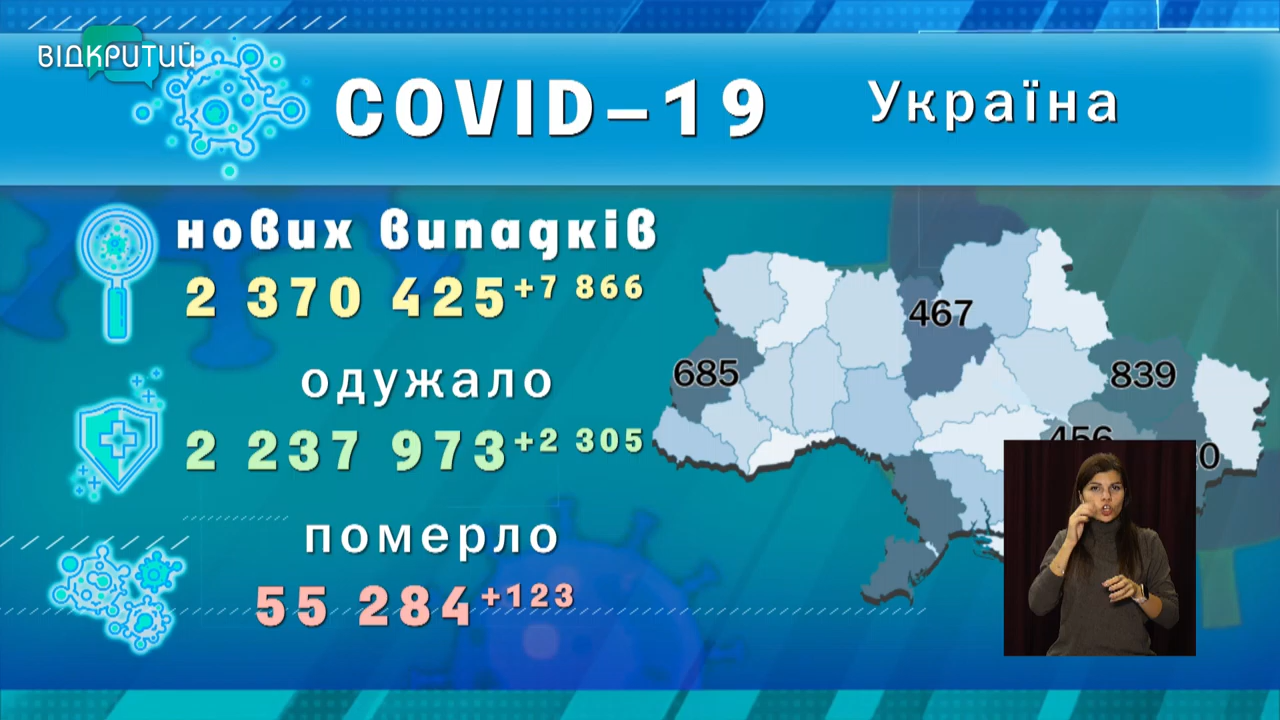 ВІДКРИТИЙ
COVID-19
Україна
нових випадків
2 370 425 +7 866
одужало
2 237 973 +2 305
померло
55 284 +123
467
685
839
456